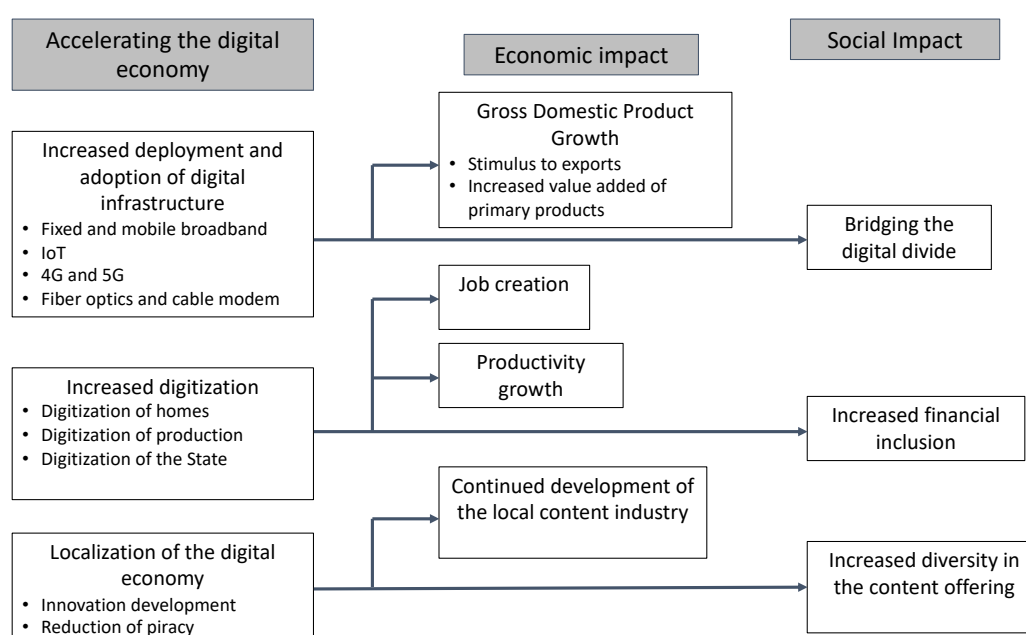 Accelerating the digital
economy
Economic impact
Social Impact
Increased deployment and
adoption of digital
infrastructure
• Fixed and mobile broadband
• IoT
• 4G and 5G
• Fiber optics and cable modem
Gross Domestic Product
Growth
• Stimulus to exports
• Increased value added of
primary products
Bridging the
digital divide
Job creation
Productivity
growth
Increased digitization
• Digitization of homes
• Digitization of production
• Digitization of the State
Increased financial
inclusion
Continued development of
the local content industry
Localization of the digital
economy
• Innovation development
• Reduction of piracy
Increased diversity in
the content offering